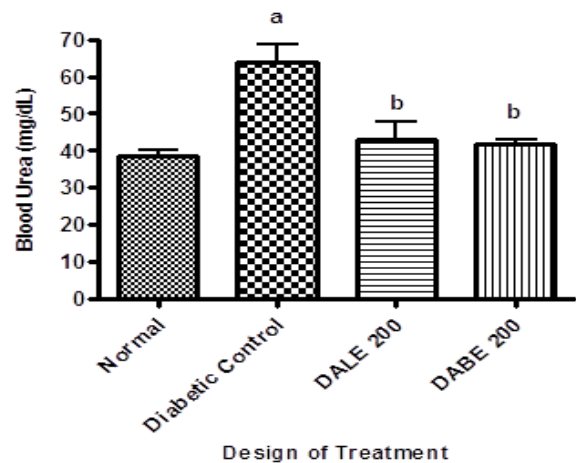 a
b
b
70
60
50
40
30
20
10
0
Blood Urea (mg/dL)
Normal
Diabetic Control
DALE 200
DABE 200
Design of Treatment